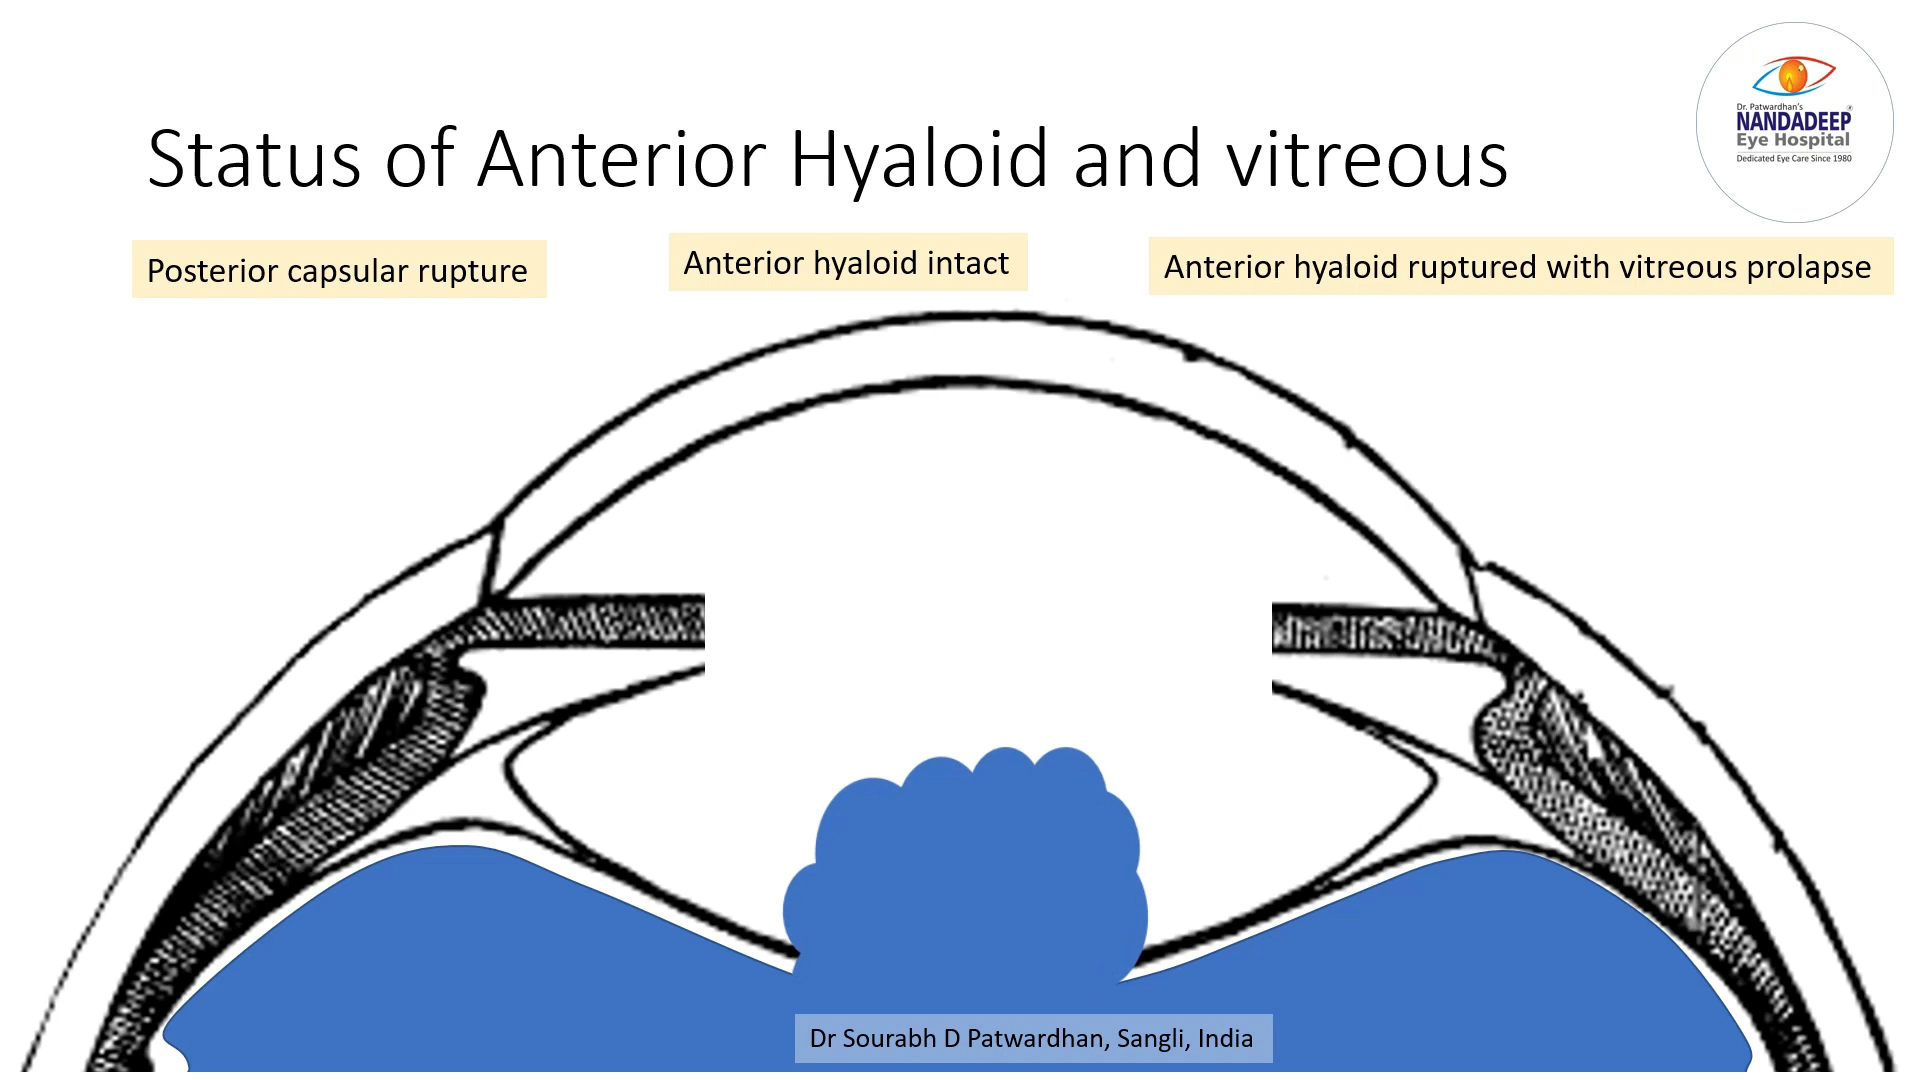 Dr. Patwardhan's
NANDADEEP
Eye Hospital
Dedicated Eye Care Since 1980
Status of Anterior Hyaloid and vitreous
Posterior capsular rupture
Anterior hyaloid intact
Anterior hyaloid ruptured with vitreous prolapse
Dr Sourabh D Patwardhan, Sangli, India